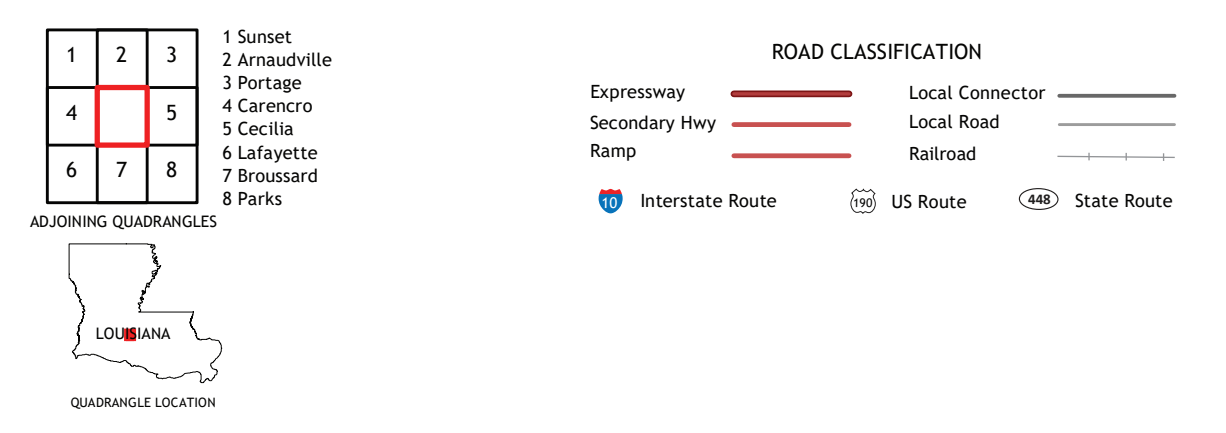 1 2 3
4 5
6 7 8
1 Sunset
2 Arnaudville
3 Portage
4 Carencro
5 Cecilia
6 Lafayette
7 Broussard
8 Parks
ADJOINING QUADRANGLES
LOUISIANA
QUADRANGLE LOCATION
ROAD CLASSIFICATION
Expressway
Secondary Hwy
Ramp
Local Connector
Local Road
Railroad
10 Interstate Route
190 US Route
448 State Route